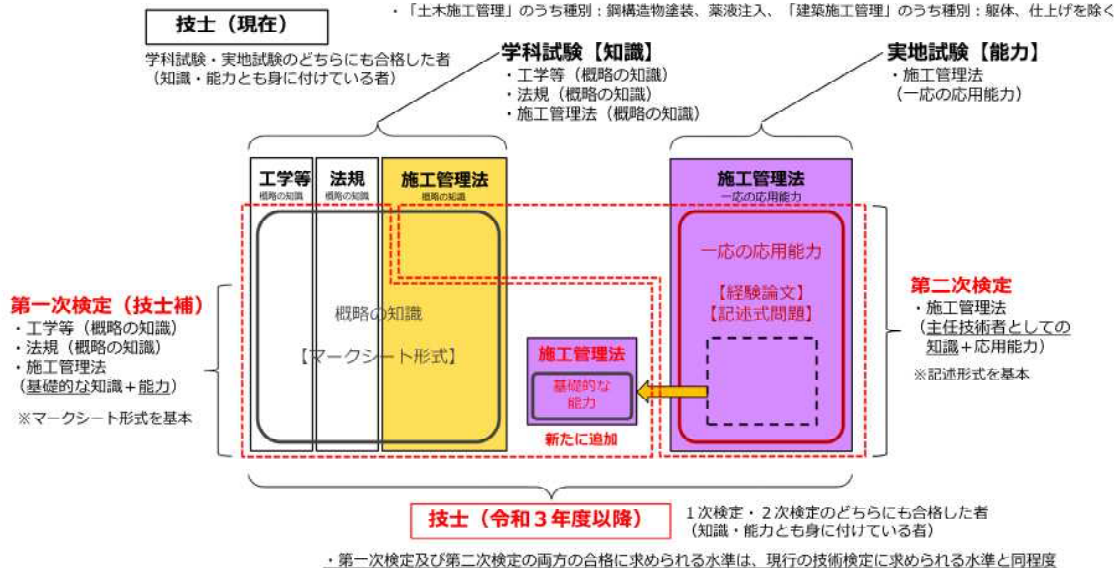 ・「土木施工管理」のうち種別：鋼構造物塗装、薬液注入、「建築施工管理」のうち種別：躯体、仕上げを除く
技士（現在）
学科試験・実地試験のどちらにも合格した者
（知識・能力とも身に付けている者）
学科試験【知識】
・工学等（概略の知識）
・法規（概略の知識）
・施工管理法（概略の知識）
実地試験【能力】
・施工管理法
（一応の応用能力）
工学等
概略の知識
法規
概略の知識
施工管理法
概略の知識
施工管理法
一応の応用能力
概略の知識
【マークシート形式】
一応の応用能力
【経験論文】
【記述式問題】
施工管理法
基礎的な
能力
新たに追加
第一次検定（技士補）
・工学等（概略の知識）
・法規（概略の知識）
・施工管理法
（基礎的な知識＋能力）
※マークシート形式を基本
第二次検定
・施工管理法
（主任技術者としての
知識＋応用能力）
※記述形式を基本
技士（令和３年度以降）
１次検定・２次検定のどちらにも合格した者
（知識・能力とも身に付けている者）
・第一次検定及び第二次検定の両方の合格に求められる水準は、現行の技術検定に求められる水準と同程度